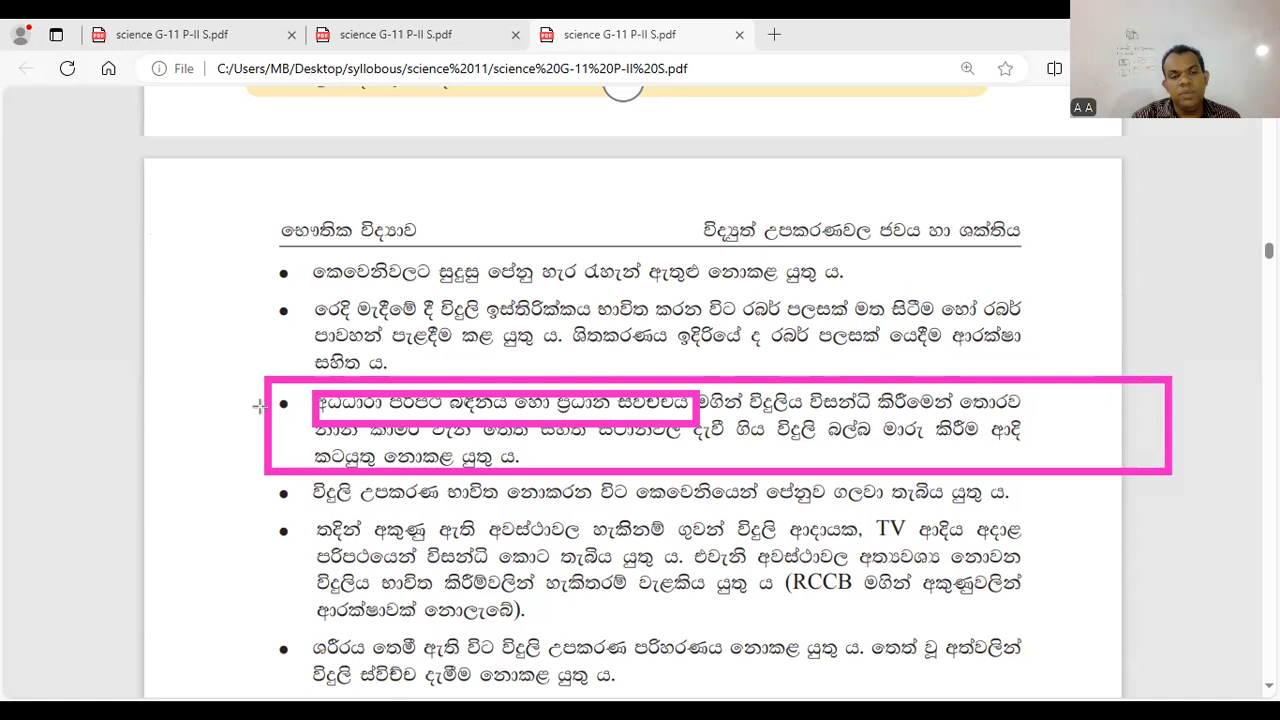 science G-11 P-II S.pdf
science G-11 P-II S.pdf
science G-11 P-II S.pdf
File C:/Users/MB/Desktop/syllobous/science%2011/science%20G-11%20P-II%20S.pdf
A A
භෞතික විද්‍යාව
විද්‍යුත් උපකරණවල ජවය හා ශක්තිය
• කෙවෙනිවලට සුදුසු පේනු හැර රැහැන් ඇතුළු නොකළ යුතු ය.
• රෙදි මැදීමේ දී විදුලි ඉස්තිරික්කය භාවිත කරන විට රබර් පලසක් මත සිටීම හෝ රබර්
පාවහන් පැළඳීම කළ යුතු ය. ශිතකරණය ඉදිරියේ ද රබර් පලසක් යෙදීම ආරක්ෂා
සහිත ය.
• අධිධාරා පරිපථ බිඳිනය හෝ ප්‍රධාන ස්විච්චිය මගින් විදුලිය විසන්ධි කිරීමෙන් තොරව
නාන කාමර වැනි තෙත් සහිත ස්ථානවල දැවී ගිය විදුලි බල්බ මාරු කිරීම ආදි
කටයුතු නොකළ යුතු ය.
• විදුලි උපකරණ භාවිත නොකරන විට කෙවෙනියෙන් පේනුව ගලවා තැබිය යුතු ය.
• තදින් අකුණු ඇති අවස්ථාවල හැකිනම් ගුවන් විදුලි ආදායක, TV ආදිය අදාළ
පරිපථයෙන් විසන්ධි කොට තැබිය යුතු ය. එවැනි අවස්ථාවල අත්‍යවශ්‍ය නොවන
විදුලිය භාවිත කිරීම්වලින් හැකිතරම් වැළකිය යුතු ය (RCCB මගින් අකුණුවලින්
ආරක්ෂාවක් නොලැබේ).
• ශරීරය තෙමී ඇති විට විදුලි උපකරණ පරිහරණය නොකළ යුතු ය. තෙත් වූ අත්වලින්
විදුලි ස්විච්ච දැමීම නොකළ යුතු ය.